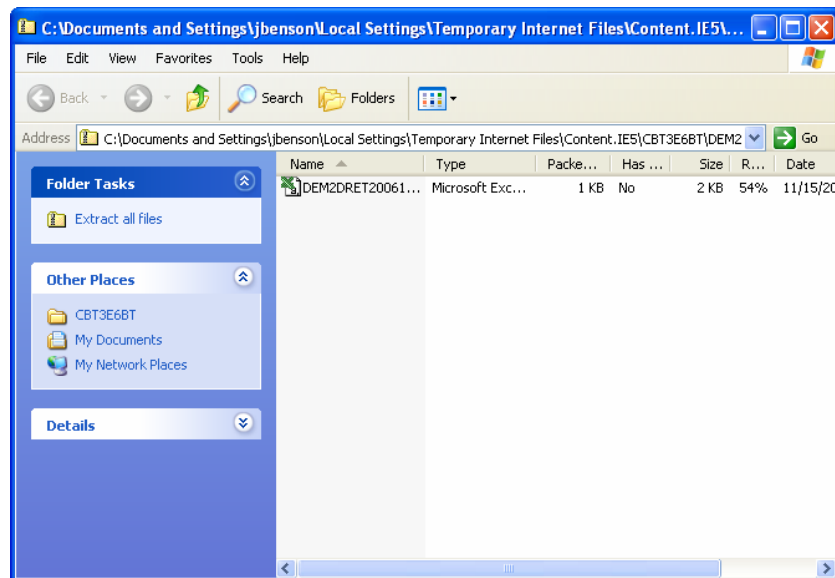 C:\Documents and Settings\jbenson\Local Settings\Temporary Internet Files\Content.IE5\...
File Edit View Favorites Tools Help
Back Search Folders
Address C:\Documents and Settings\jbenson\Local Settings\Temporary Internet Files\Content.IE5\CBT3E6BT\DEM2 Go
Name Type Packe... Has ... Size R... Date
DEM2DRET20061... Microsoft Exc... 1 KB No 2 KB 54% 11/15/20
Folder Tasks
Extract all files
Other Places
CBT3E6BT
My Documents
My Network Places
Details